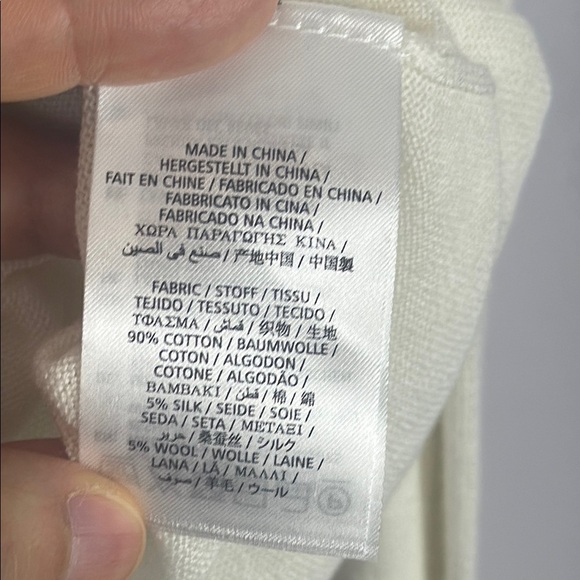 MADE IN CHINA /
HERGESTELLT IN CHINA /
FAIT EN CHINE / FABRICADO EN CHINA /
FABBRICATO IN CINA /
FABRICADO NA CHINA /
ΧΩΡΑ ΠΑΡΑΓΩΓΗΣ ΚΙΝΑ /
صنع في الصين / 产地中国 / 中国製
FABRIC / STOFF / TISSU /
TEJIDO / TESSUTO / TECIDO /
ΤΦΑΣΜΑ / قماش / 织物 / 生地
90% COTTON / BAUMWOLLE /
COTON / ALGODON /
COTONE / ALGODÃO /
BAMBAKI / قطن / 棉 / 綿
5% SILK / SEIDE / SOIE /
SEDA / SETA / ΜΕΤΑΞΙ /
حرير / 桑蚕丝 / シルク
5% WOOL / WOLLE / LAINE /
LANA / LÃ / ΜΑΛΛΙ /
صوف / 羊毛 / ウール